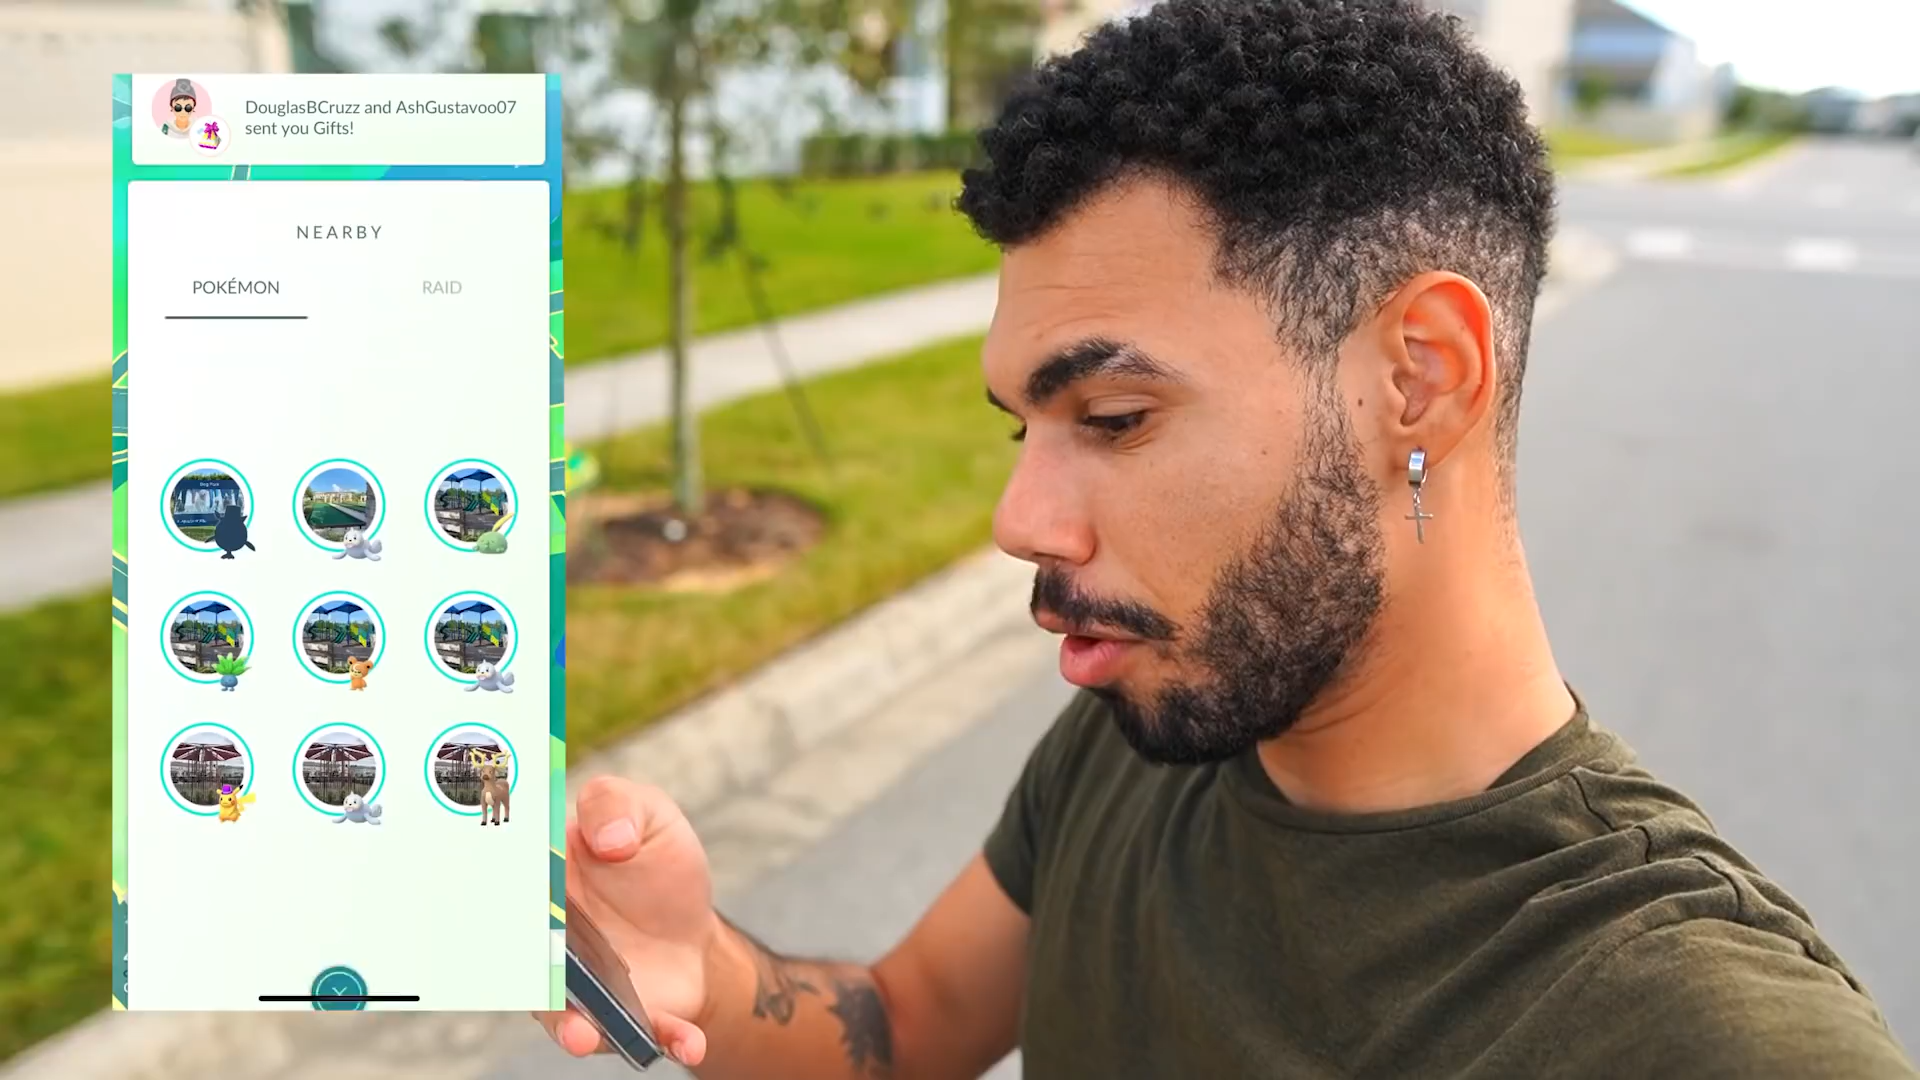 DouglasBCruzz and AshGustavoo07
sent you Gifts!
NEARBY
POKÉMON
RAID